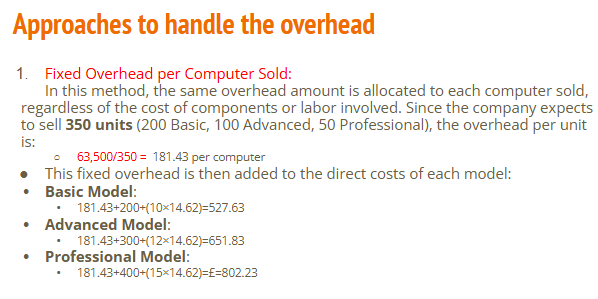 Approaches to handle the overhead
1. Fixed Overhead per Computer Sold:
In this method, the same overhead amount is allocated to each computer sold,
regardless of the cost of components or labor involved. Since the company expects
to sell 350 units (200 Basic, 100 Advanced, 50 Professional), the overhead per unit
is:
○ 63,500/350 = 181.43 per computer
● This fixed overhead is then added to the direct costs of each model:
• Basic Model:
• 181.43+200+(10×14.62)=527.63
• Advanced Model:
• 181.43+300+(12×14.62)=651.83
• Professional Model:
• 181.43+400+(15×14.62)=£=802.23